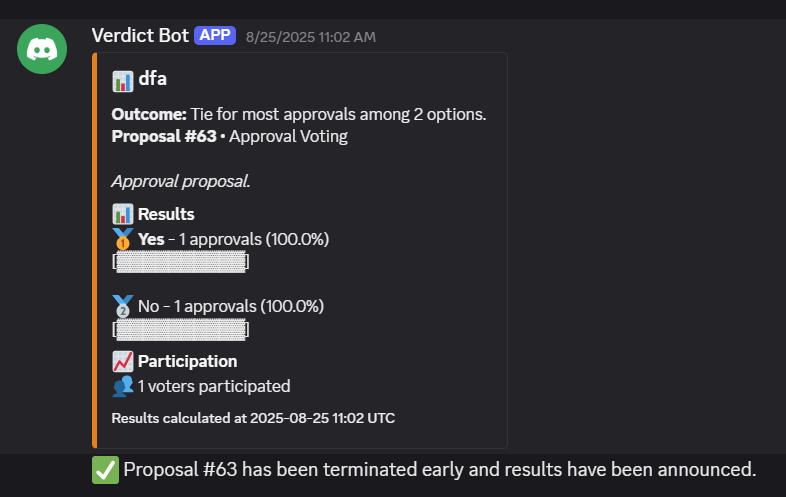 Verdict Bot APP 8/25/2025 11:02 AM
dfa
Outcome: Tie for most approvals among 2 options.
Proposal #63 • Approval Voting
Approval proposal.
Results
1 Yes - 1 approvals (100.0%)
[▓▓▓▓▓▓▓▓▓▓▓▓]
2 No - 1 approvals (100.0%)
[▓▓▓▓▓▓▓▓▓▓▓▓]
Participation
1 voters participated
Results calculated at 2025-08-25 11:02 UTC
Proposal #63 has been terminated early and results have been announced.